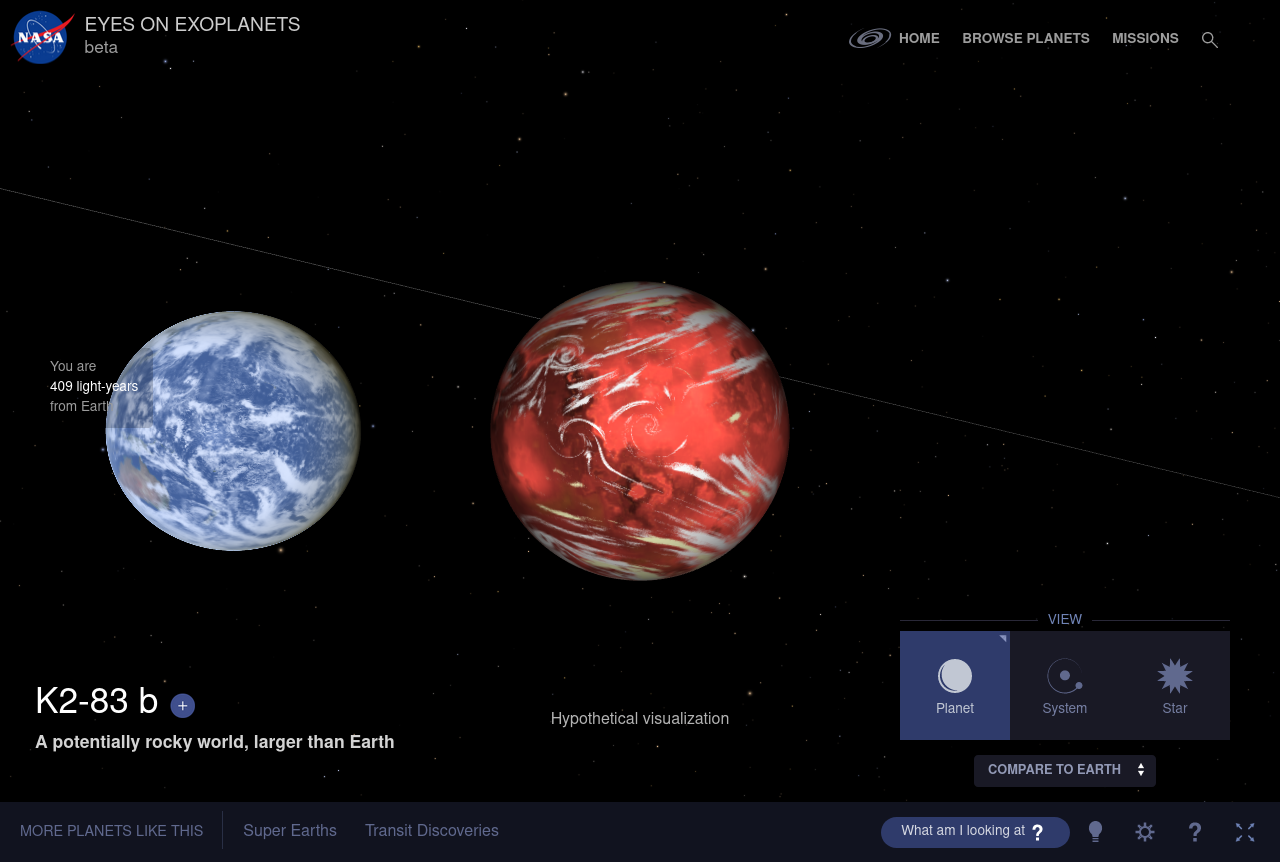 NASA
EYES ON EXOPLANETS
beta
HOME
BROWSE PLANETS
MISSIONS
You are
409 light-years
from Earth
VIEW
Planet
System
Star
K2-83 b +
A potentially rocky world, larger than Earth
Hypothetical visualization
COMPARE TO EARTH
MORE PLANETS LIKE THIS
Super Earths
Transit Discoveries
What am I looking at ?
?